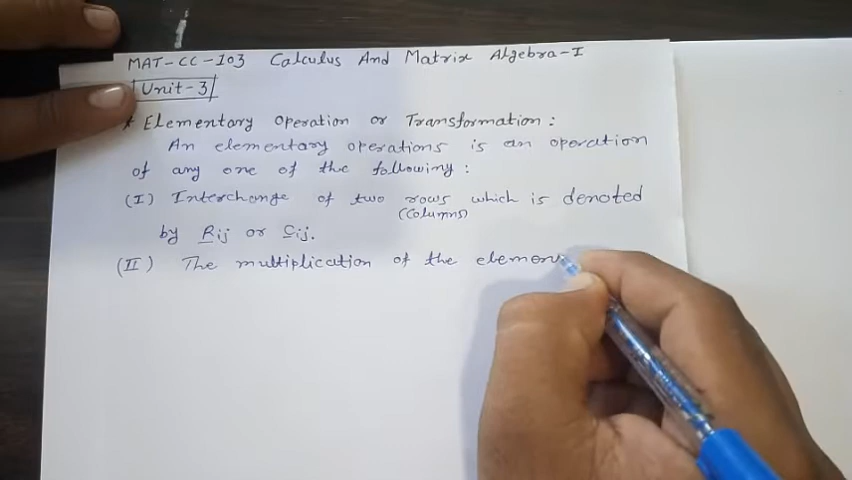 MAT-CC-103 Calculus And Matrix Algebra-I
Unit-3
* Elementary Operation or Transformation:
An elementary operations is an operation
of any one of the following:
(I) Interchange of two rows which is denoted
(Columns)
by Rij or Cij.
(II) The multiplication of the elemen